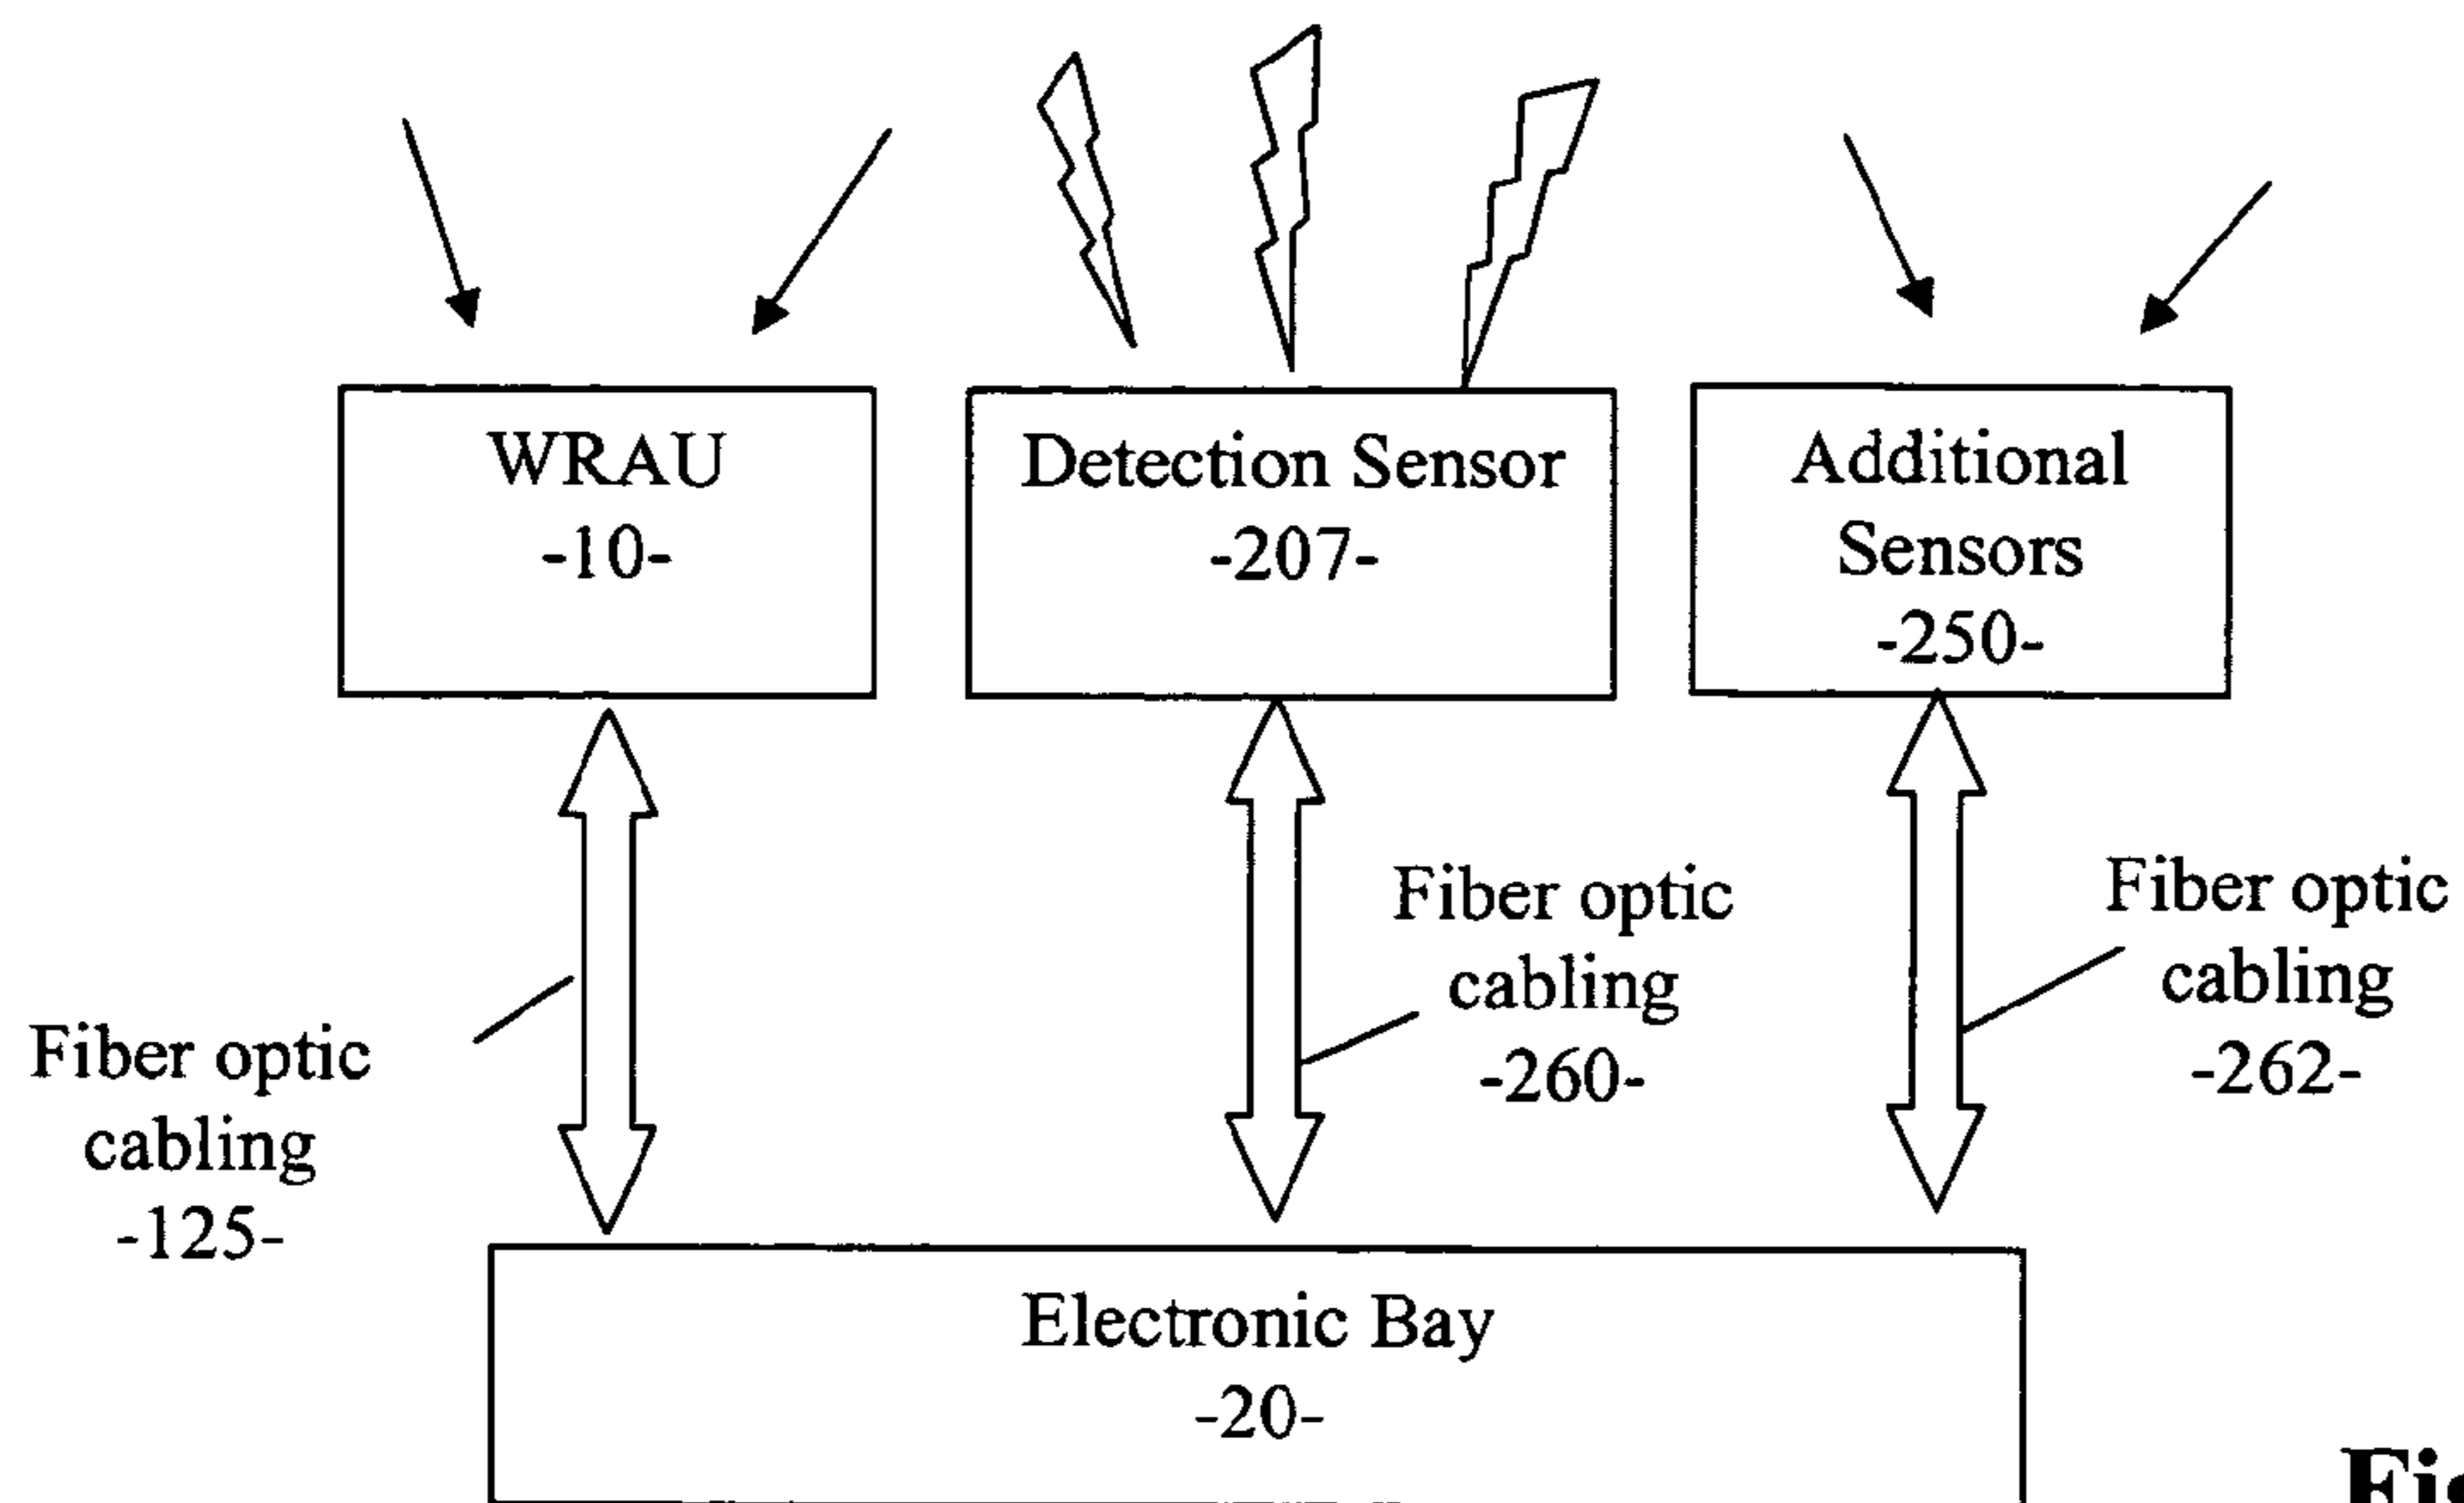 WRAU
-10-
Detection Sensor
-207-
Additional
Sensors
-250-
Fiber optic
cabling
-125-
Fiber optic
cabling
-260-
Fiber optic
cabling
-262-
Electronic Bay
-20-